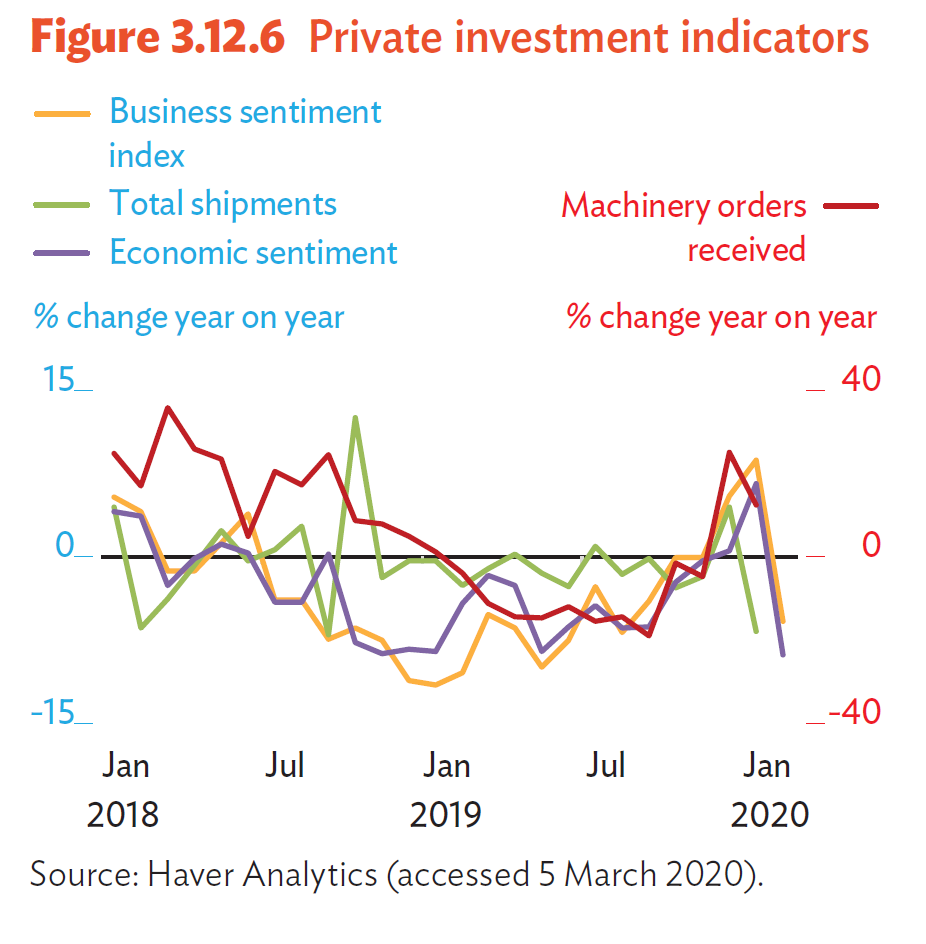 Figure 3.12.6 Private investment indicators
Business sentiment
index
Total shipments
Economic sentiment
Machinery orders
received
% change year on year
% change year on year
15
0
-15
40
0
-40
Jan
2018
Jul
Jan
2019
Jul
Jan
2020
Source: Haver Analytics (accessed 5 March 2020).